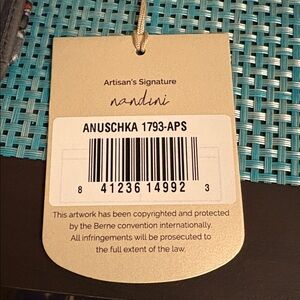 Artisan's Signature
nandini
ANUSCHKA 1793-APS
8 41236 14992 3
This artwork has been copyrighted and protected
by the Berne convention internationally.
All infringements will be prosecuted to
the full extent of the law.